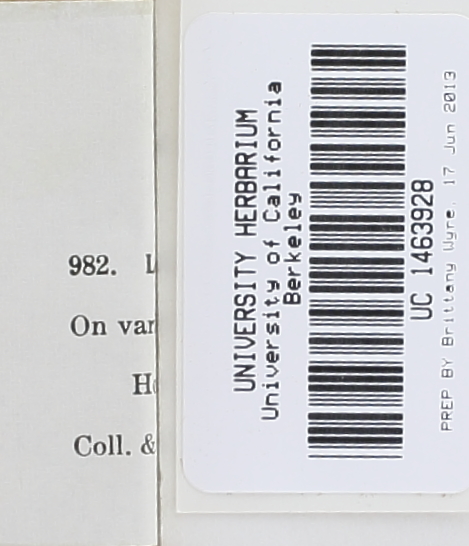 982.
On var
Coll. &
UNIVERSITY HERBARIUM
University of California
Berkeley
UC 1463928
PREP BY Brittany Wyre, 17 Jun 2013